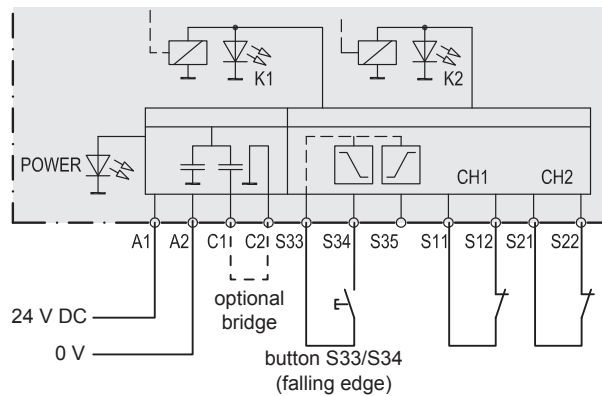 K1
K2
POWER
CH1
CH2
A1 A2 C1 C2 S33 S34 S35 S11 S12 S21 S22
optional
bridge
24 V DC
0 V
button S33/S34
(falling edge)